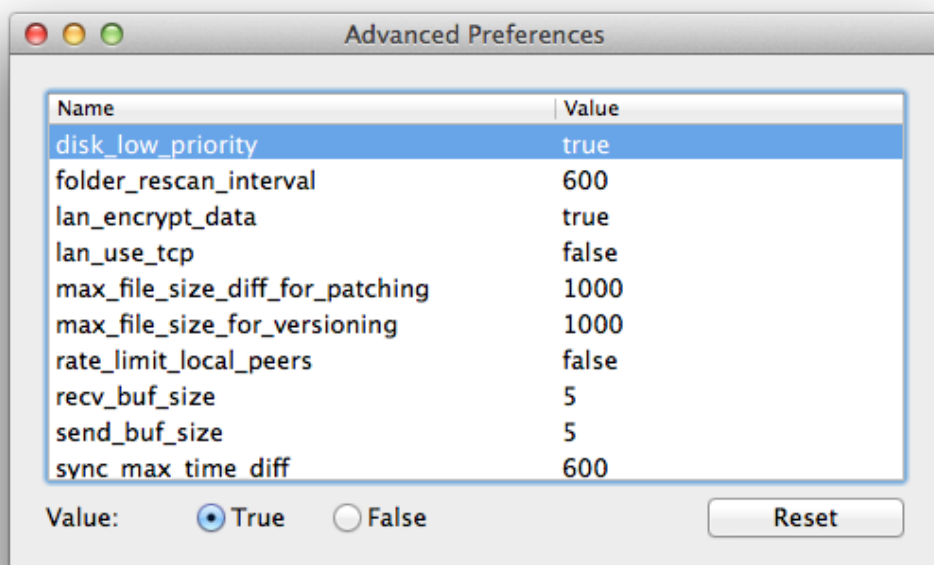 Advanced Preferences
Name Value
disk_low_priority true
folder_rescan_interval 600
lan_encrypt_data true
lan_use_tcp false
max_file_size_diff_for_patching 1000
max_file_size_for_versioning 1000
rate_limit_local_peers false
recv_buf_size 5
send_buf_size 5
sync_max_time_diff 600
Value: True False Reset